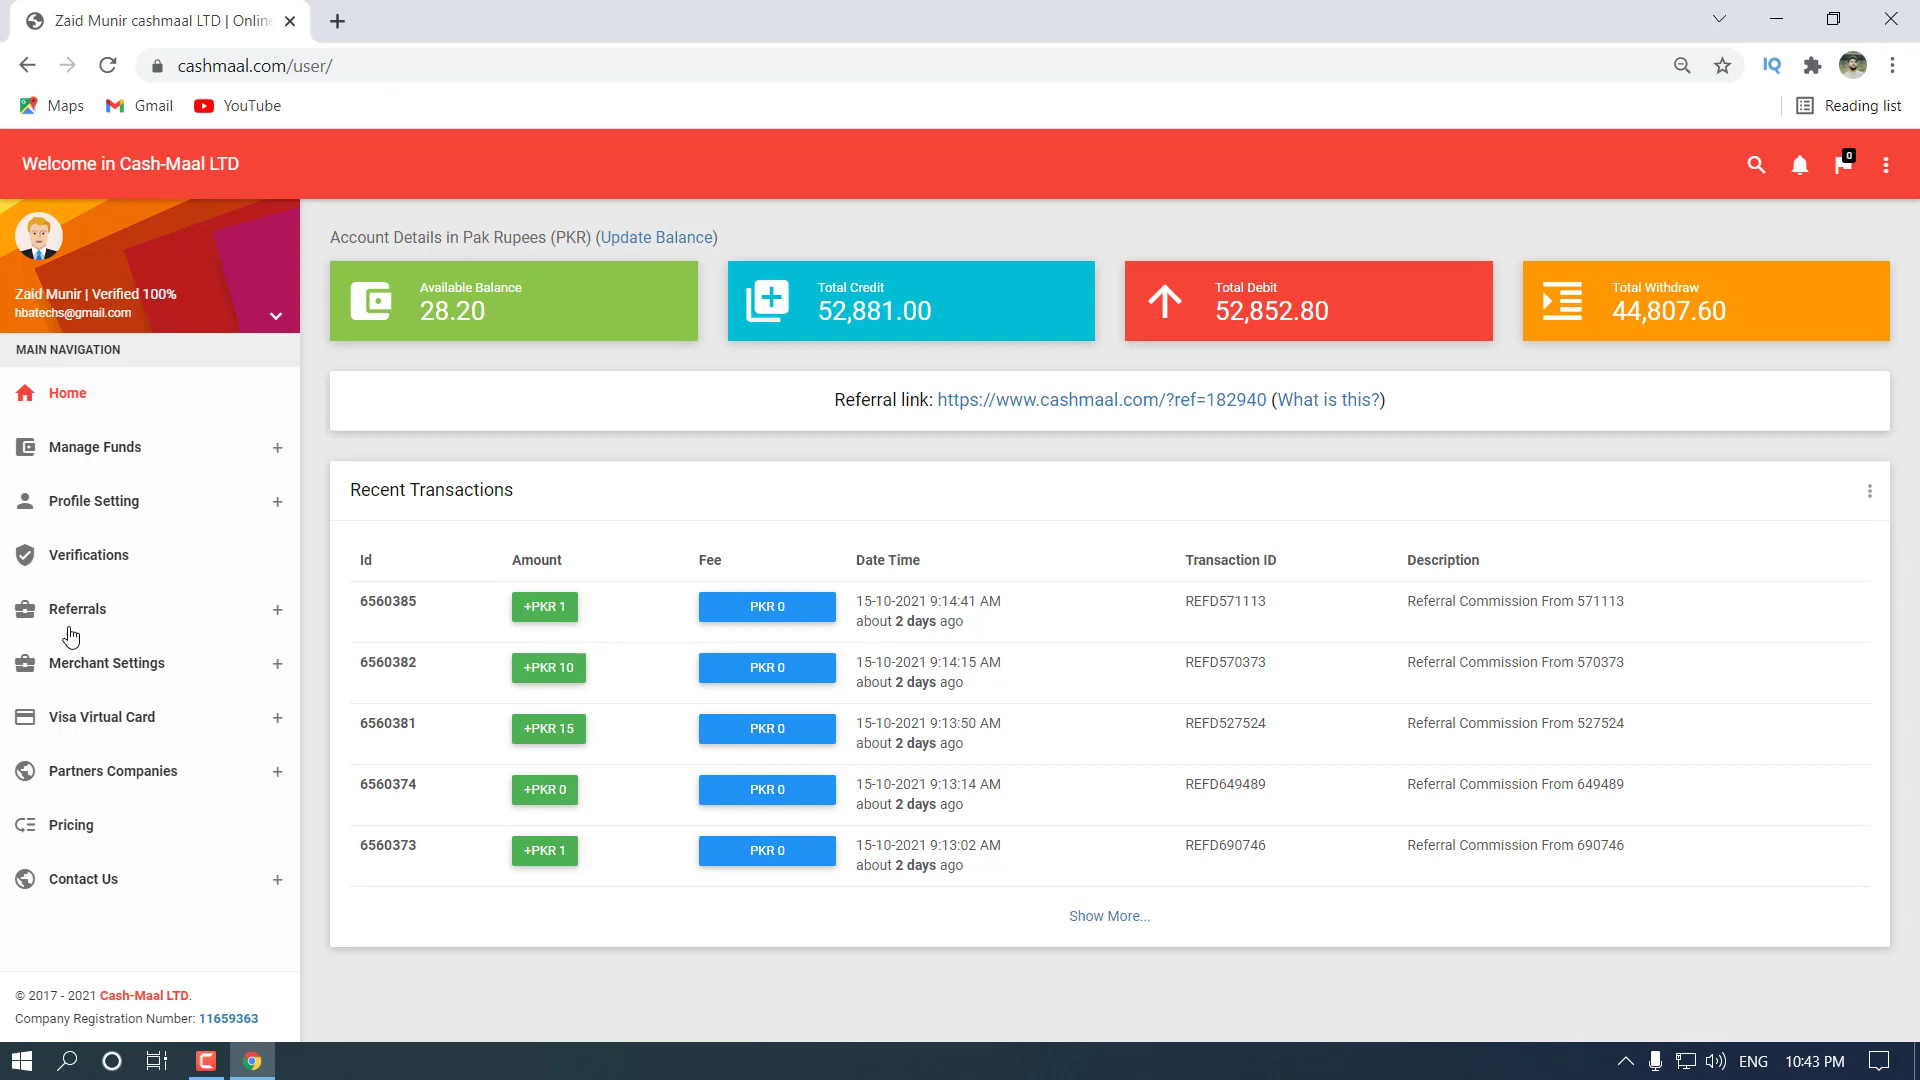 Zaid Munir cashmaal LTD | Onlin
cashmaal.com/user/
IQ
Maps
Gmail
YouTube
Reading list
Welcome in Cash-Maal LTD
0
Zaid Munir | Verified 100%
hbatechs@gmail.com
MAIN NAVIGATION
Home
Manage Funds +
Profile Setting +
Verifications
Referrals +
Merchant Settings +
Visa Virtual Card +
Partners Companies +
Pricing
Contact Us +
© 2017 - 2021 Cash-Maal LTD.
Company Registration Number: 11659363
Account Details in Pak Rupees (PKR) (Update Balance)
Available Balance
28.20
Total Credit
52,881.00
Total Debit
52,852.80
Total Withdraw
44,807.60
Referral link: https://www.cashmaal.com/?ref=182940 (What is this?)
Recent Transactions
Id Amount Fee Date Time Transaction ID Description
6560385 +PKR 1 PKR 0 15-10-2021 9:14:41 AM REFD571113 Referral Commission From 571113
about 2 days ago
6560382 +PKR 10 PKR 0 15-10-2021 9:14:15 AM REFD570373 Referral Commission From 570373
about 2 days ago
6560381 +PKR 15 PKR 0 15-10-2021 9:13:50 AM REFD527524 Referral Commission From 527524
about 2 days ago
6560374 +PKR 0 PKR 0 15-10-2021 9:13:14 AM REFD649489 Referral Commission From 649489
about 2 days ago
6560373 +PKR 1 PKR 0 15-10-2021 9:13:02 AM REFD690746 Referral Commission From 690746
about 2 days ago
Show More...
ENG 10:43 PM